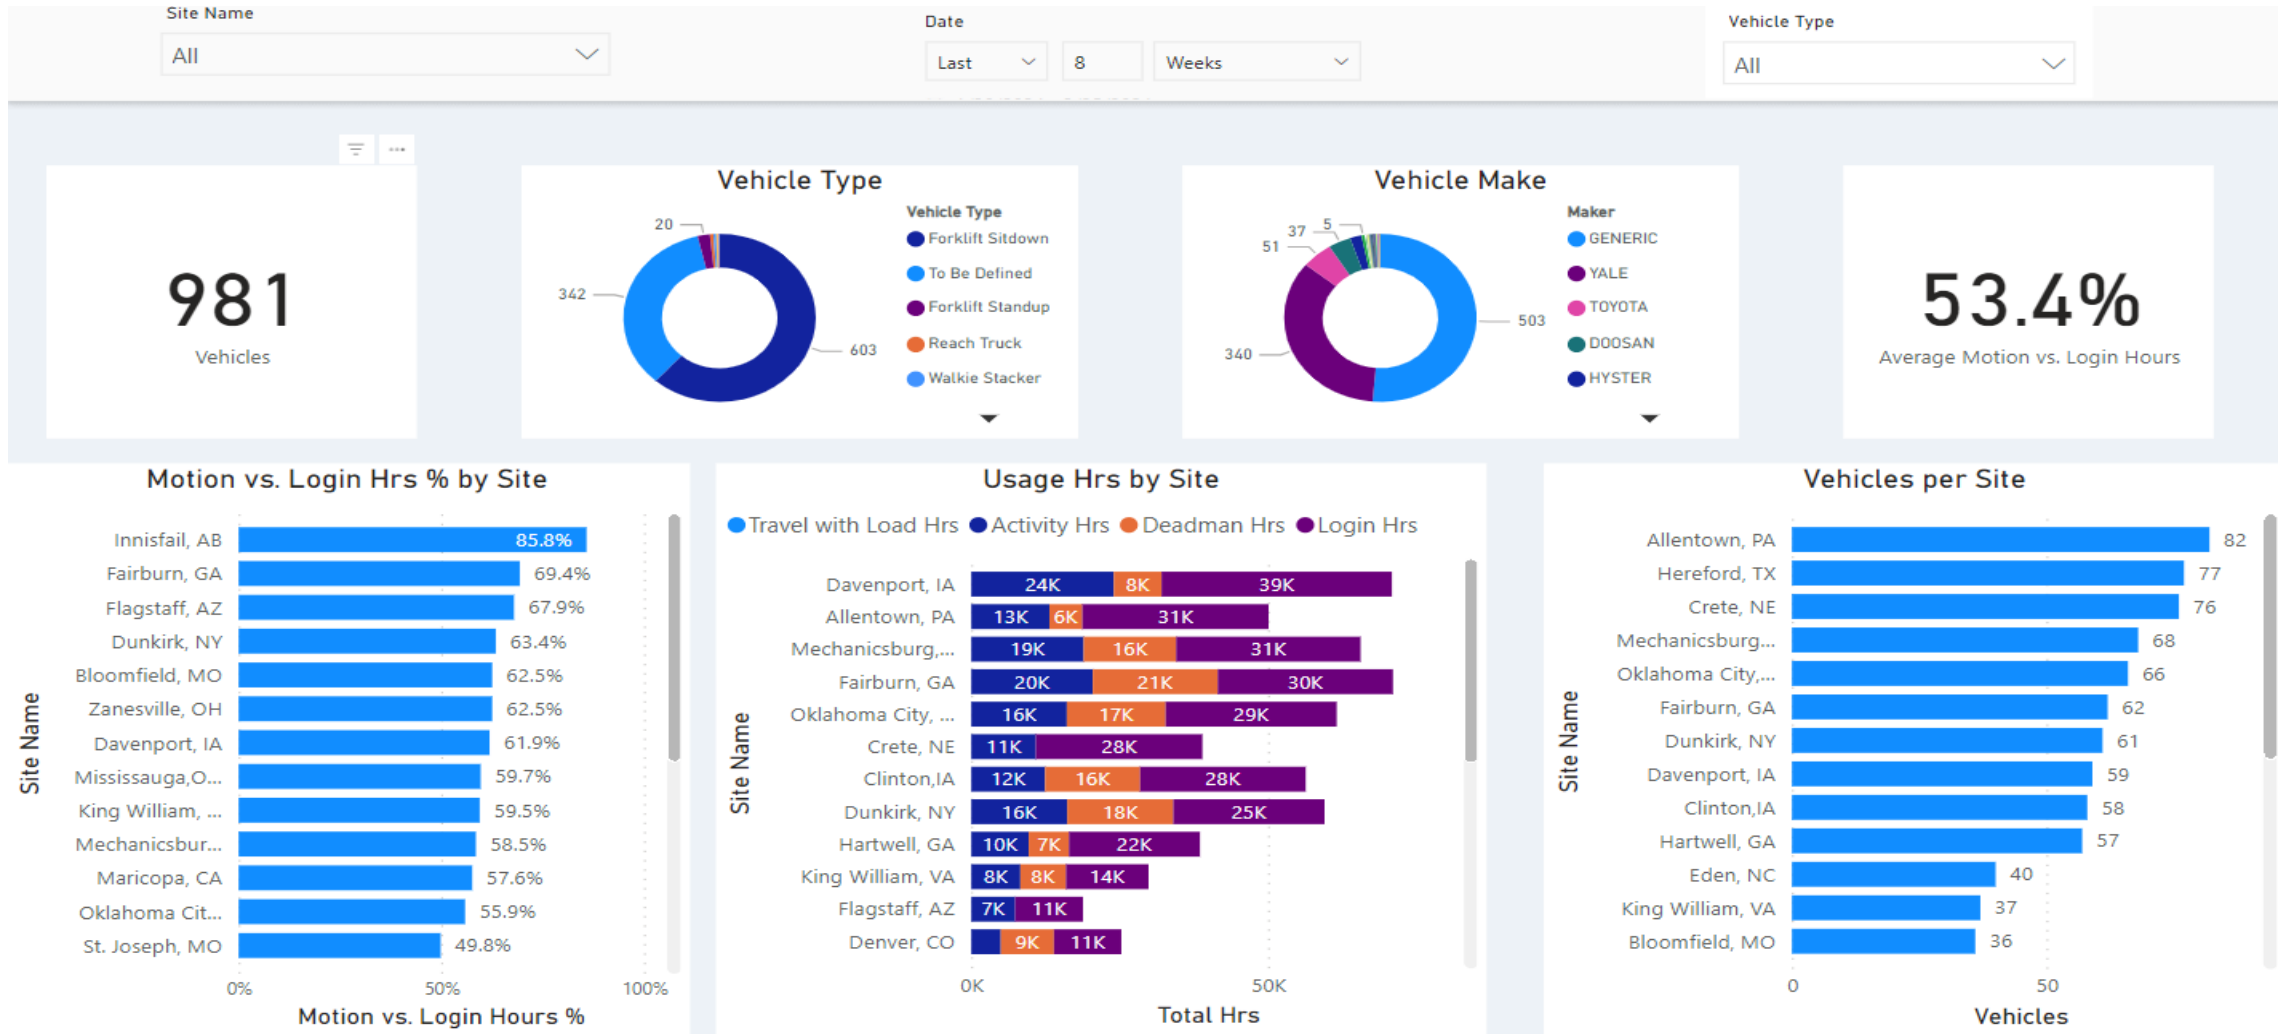 Site Name
All
Date
Last
8
Weeks
Vehicle Type
All
981
Vehicles
Vehicle Type
20
342
603
Vehicle Type
Forklift Sitdown
To Be Defined
Forklift Standup
Reach Truck
Walkie Stacker
Vehicle Make
5
37
51
340
503
Maker
GENERIC
YALE
TOYOTA
DOOSAN
HYSTER
53.4%
Average Motion vs. Login Hours
Motion vs. Login Hrs % by Site
Site Name
Innisfail, AB 85.8%
Fairburn, GA 69.4%
Flagstaff, AZ 67.9%
Dunkirk, NY 63.4%
Bloomfield, MO 62.5%
Zanesville, OH 62.5%
Davenport, IA 61.9%
Mississauga,O... 59.7%
King William, ... 59.5%
Mechanicsbur... 58.5%
Maricopa, CA 57.6%
Oklahoma Cit... 55.9%
St. Joseph, MO 49.8%
0% 50% 100%
Motion vs. Login Hours %
Usage Hrs by Site
Travel with Load Hrs Activity Hrs Deadman Hrs Login Hrs
Site Name
Davenport, IA 24K 8K 39K
Allentown, PA 13K 6K 31K
Mechanicsburg,... 19K 16K 31K
Fairburn, GA 20K 21K 30K
Oklahoma City, ... 16K 17K 29K
Crete, NE 11K 28K
Clinton,IA 12K 16K 28K
Dunkirk, NY 16K 18K 25K
Hartwell, GA 10K 7K 22K
King William, VA 8K 8K 14K
Flagstaff, AZ 7K 11K
Denver, CO 9K 11K
0K 50K
Total Hrs
Vehicles per Site
Site Name
Allentown, PA 82
Hereford, TX 77
Crete, NE 76
Mechanicsburg... 68
Oklahoma City,... 66
Fairburn, GA 62
Dunkirk, NY 61
Davenport, IA 59
Clinton,IA 58
Hartwell, GA 57
Eden, NC 40
King William, VA 37
Bloomfield, MO 36
0 50
Vehicles